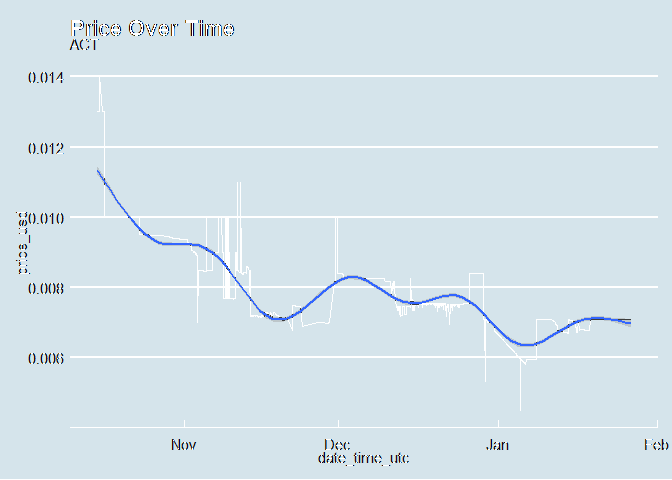 Price Over Time
ACT
0.014
0.012
0.010
0.008
0.006
price_usd
Nov Dec Jan Feb
date_time_utc